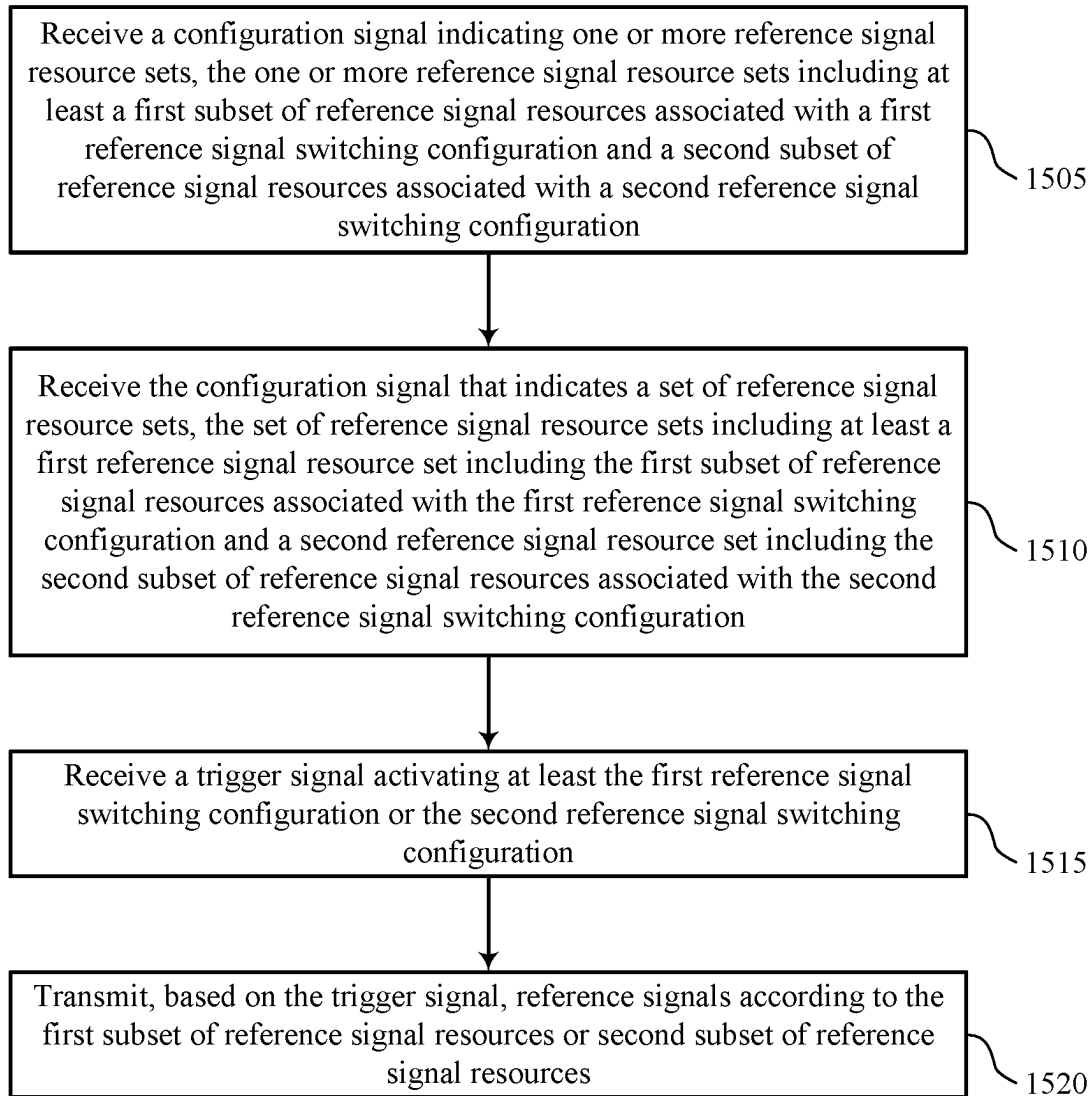 Receive a configuration signal indicating one or more reference signal
resource sets, the one or more reference signal resource sets including at
least a first subset of reference signal resources associated with a first
reference signal switching configuration and a second subset of
reference signal resources associated with a second reference signal
switching configuration
1505
Receive the configuration signal that indicates a set of reference signal
resource sets, the set of reference signal resource sets including at least a
first reference signal resource set including the first subset of reference
signal resources associated with the first reference signal switching
configuration and a second reference signal resource set including the
second subset of reference signal resources associated with the second
reference signal switching configuration
1510
Receive a trigger signal activating at least the first reference signal
switching configuration or the second reference signal switching
configuration
1515
Transmit, based on the trigger signal, reference signals according to the
first subset of reference signal resources or second subset of reference
signal resources
1520